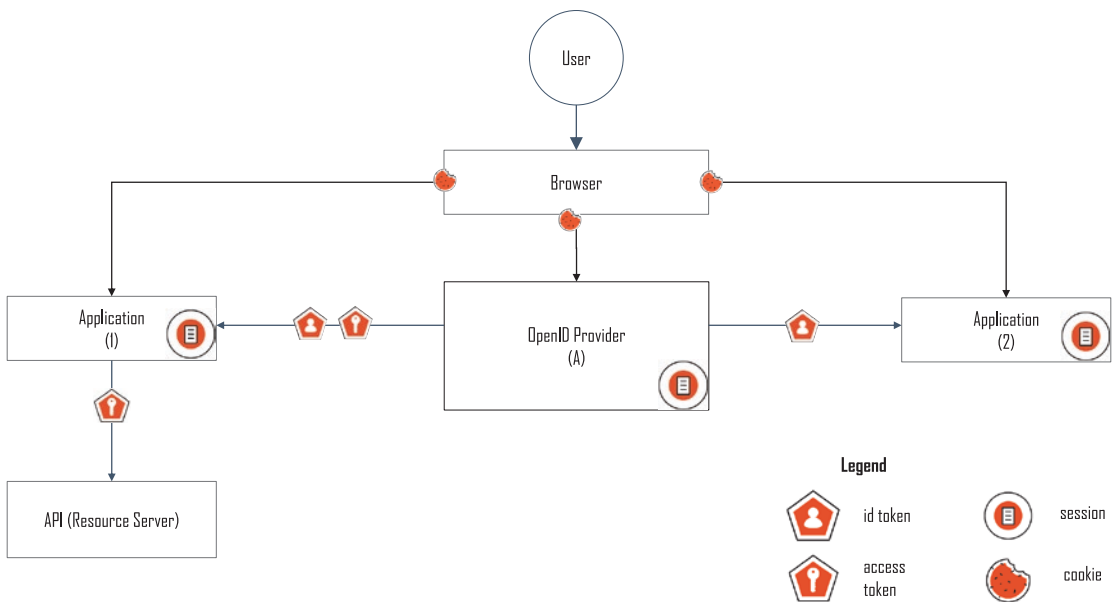 User
Browser
Application
(1)
OpenID Provider
(A)
Application
(2)
API (Resource Server)
Legend
id token
session
access
token
cookie